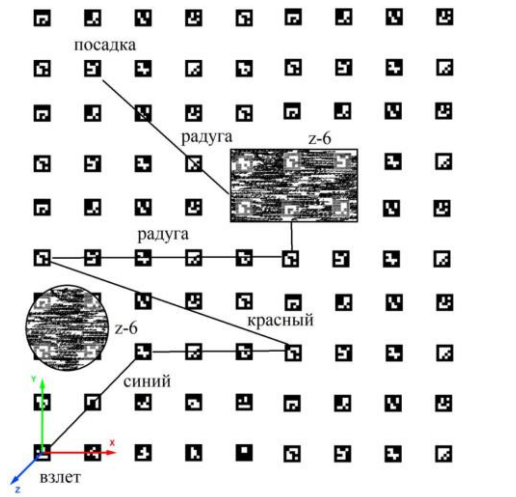 посадка
радуга
z-6
радуга
красный
z-6
синий
Y
X
Z
взлет